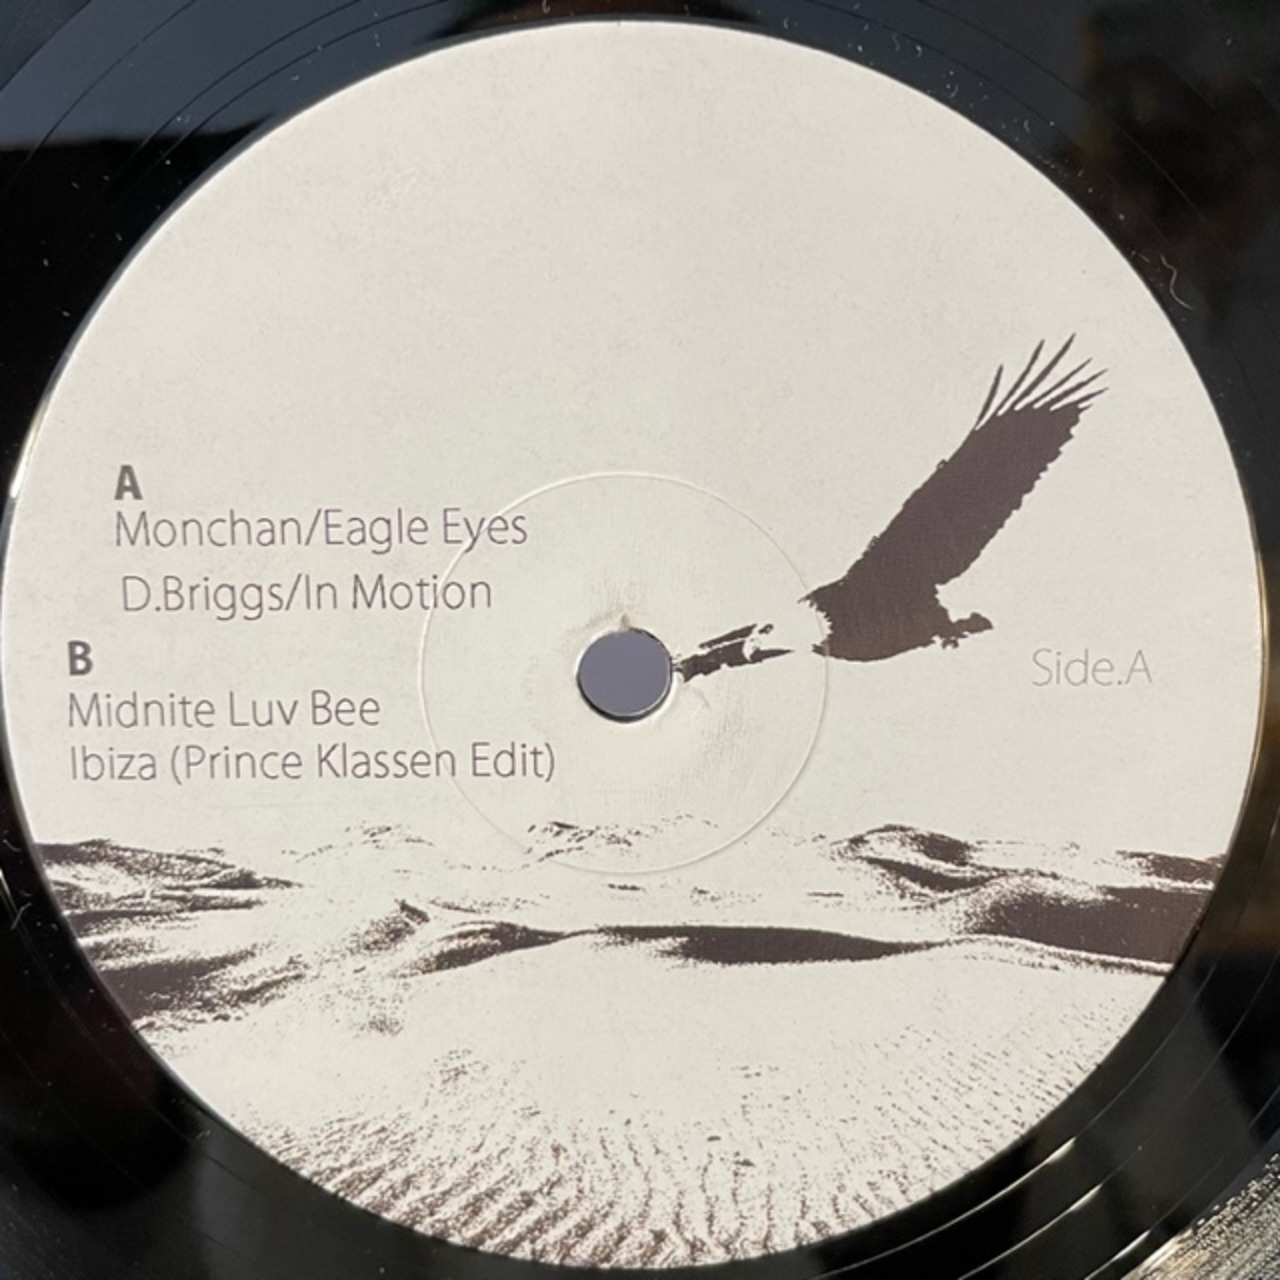 A
Monchan/Eagle Eyes
D.Briggs/In Motion
B
Midnite Luv Bee
Ibiza (Prince Klassen Edit)
Side.A